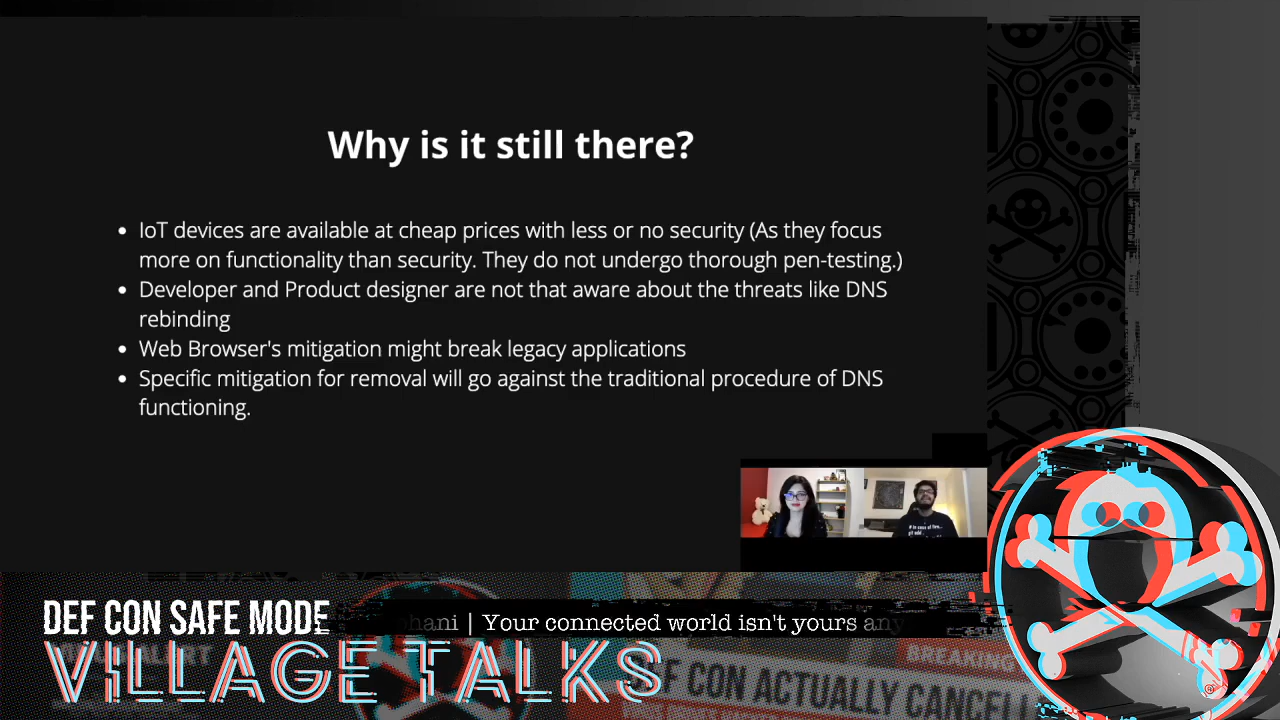 Why is it still there?
• IoT devices are available at cheap prices with less or no security (As they focus
more on functionality than security. They do not undergo thorough pen-testing.)
• Developer and Product designer are not that aware about the threats like DNS
rebinding
• Web Browser's mitigation might break legacy applications
• Specific mitigation for removal will go against the traditional procedure of DNS
functioning.
DEF CON SAFE MODE
hani | Your connected world isn't yours any
VILLAGE TALKS
BREAKING
DEF CON ACTUALLY CANCELL